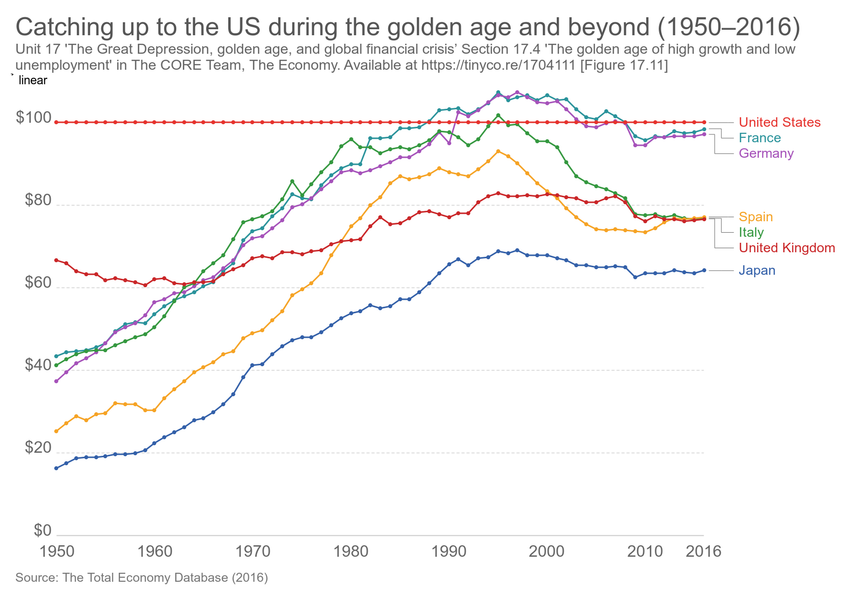 Catching up to the US during the golden age and beyond (1950–2016)
Unit 17 'The Great Depression, golden age, and global financial crisis’ Section 17.4 'The golden age of high growth and low
unemployment' in The CORE Team, The Economy. Available at https://tinyco.re/1704111 [Figure 17.11]
` linear
$100
$80
$60
$40
$20
$0
United States
France
Germany
Spain
Italy
United Kingdom
Japan
1950 1960 1970 1980 1990 2000 2010 2016
Source: The Total Economy Database (2016)